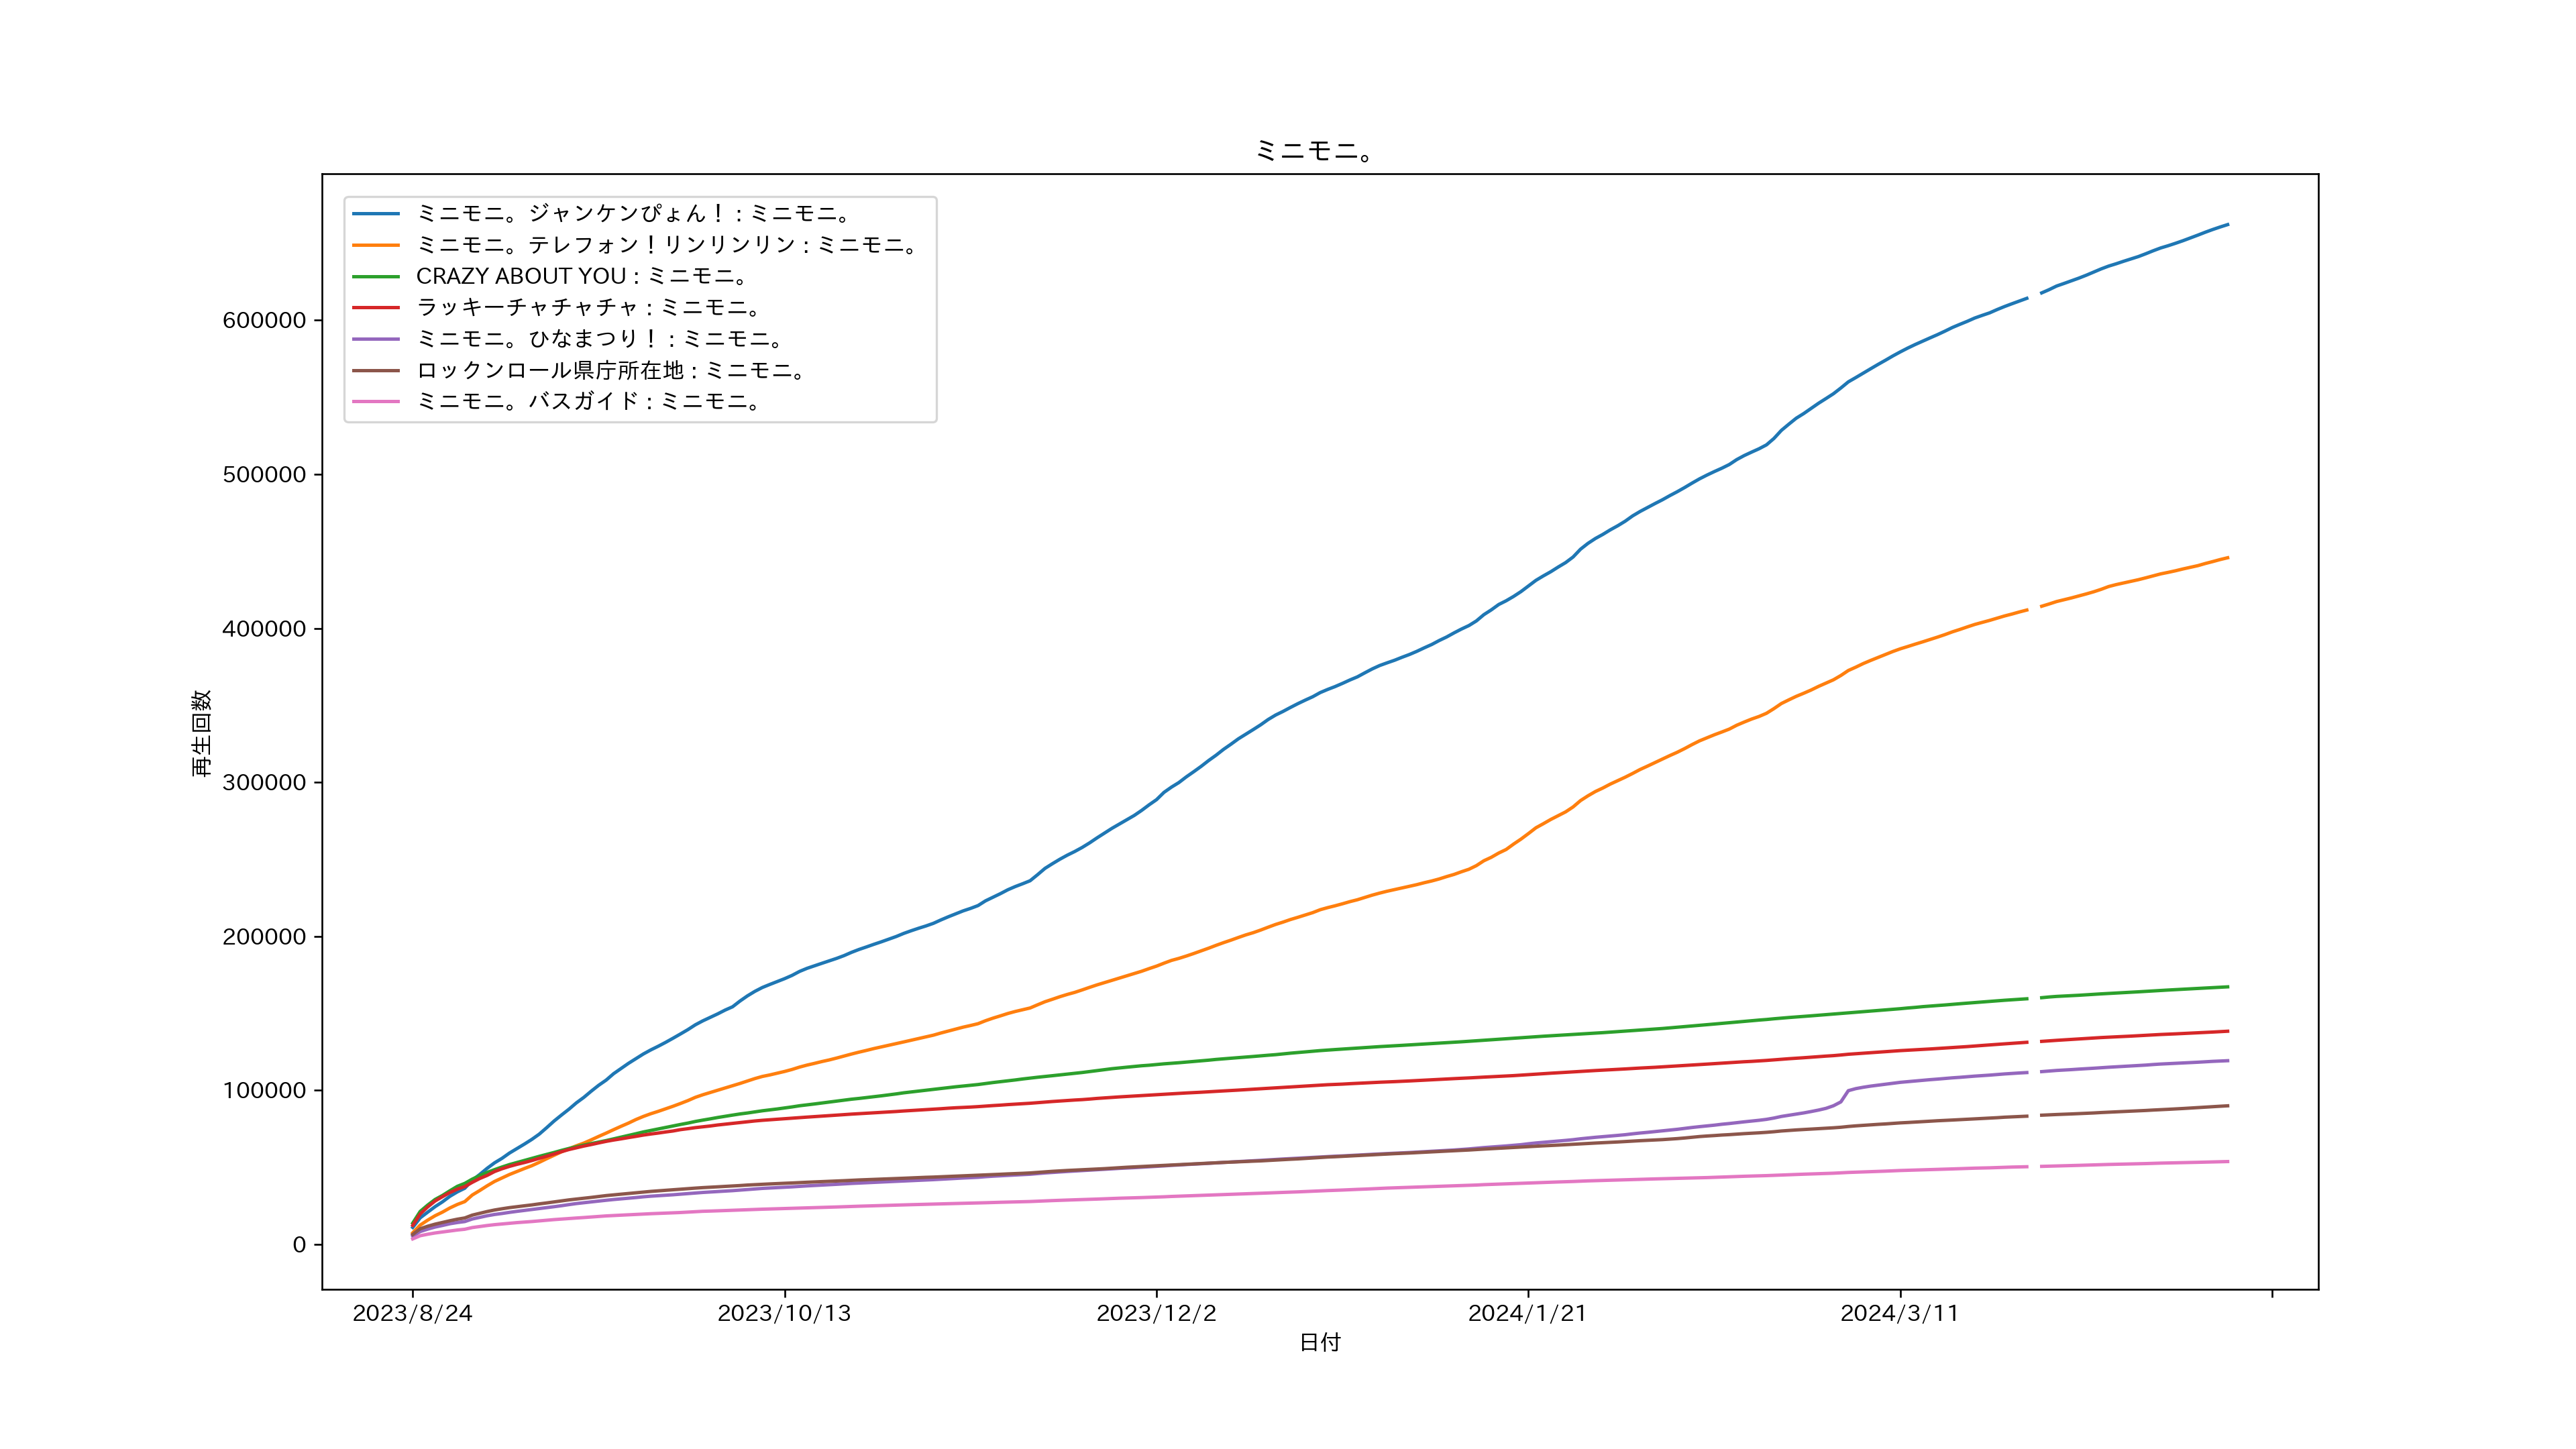 ミニモニ。
ミニモニ。ジャンケンぴょん！ : ミニモニ。
ミニモニ。テレフォン！リンリンリン : ミニモニ。
CRAZY ABOUT YOU : ミニモニ。
ラッキーチャチャチャ : ミニモニ。
ミニモニ。ひなまつり！ : ミニモニ。
ロックンロール県庁所在地 : ミニモニ。
ミニモニ。バスガイド : ミニモニ。
600000
500000
400000
300000
200000
100000
0
再生回数
2023/8/24
2023/10/13
2023/12/2
2024/1/21
2024/3/11
日付